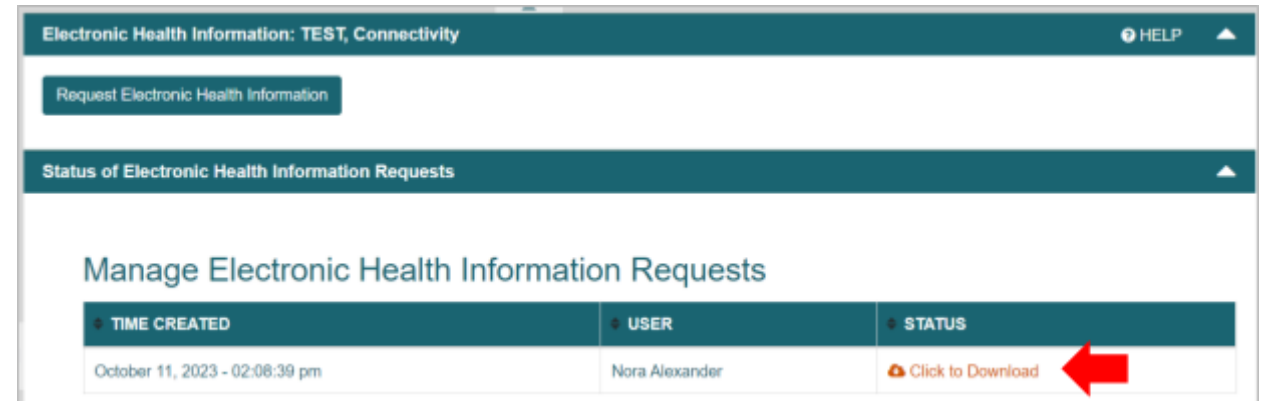 Electronic Health Information: TEST, Connectivity HELP
Request Electronic Health Information
Status of Electronic Health Information Requests
Manage Electronic Health Information Requests
TIME CREATED USER STATUS
October 11, 2023 - 02:08:39 pm Nora Alexander Click to Download